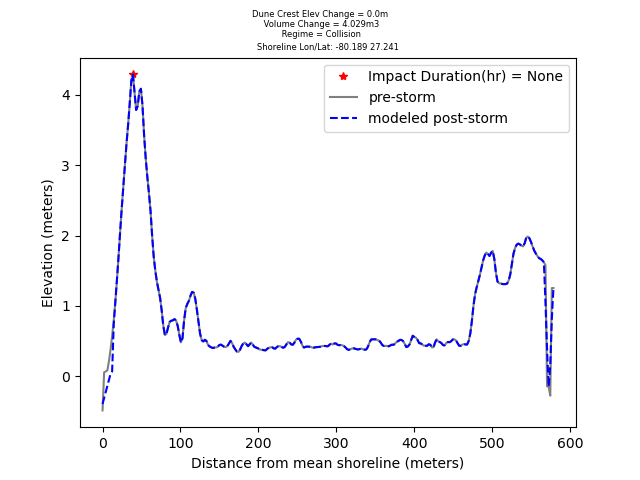 Dune Crest Elev Change = 0.0m
Volume Change = 4.029m3
Regime = Collision
Shoreline Lon/Lat: -80.189 27.241
Impact Duration(hr) = None
pre-storm
modeled post-storm
Elevation (meters)
4
3
2
1
0
0 100 200 300 400 500 600
Distance from mean shoreline (meters)